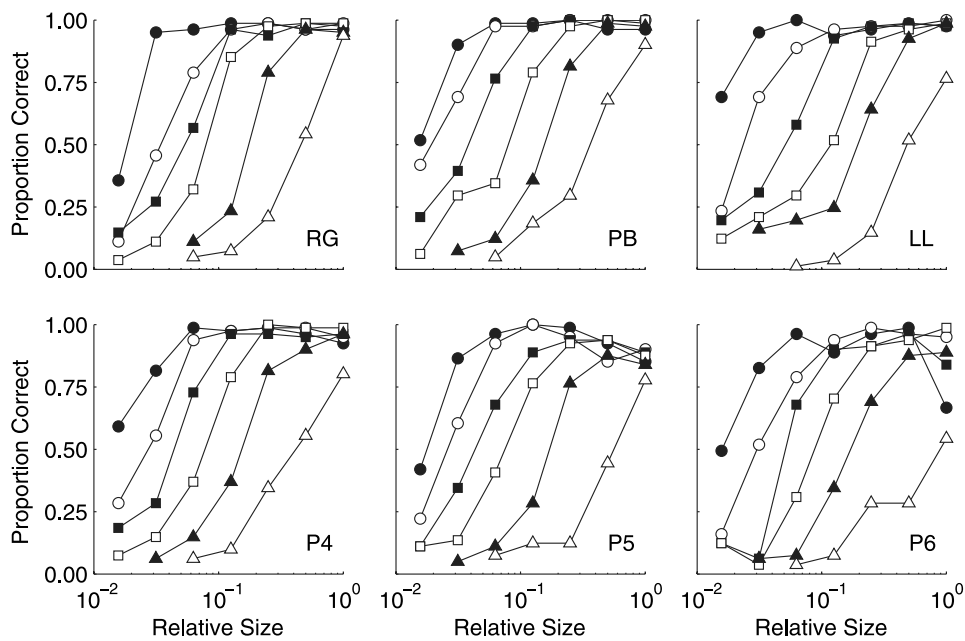 1.00
0.75
0.50
0.25
0.00
Proportion Correct
RG
PB
LL
1.00
0.75
0.50
0.25
0.00
Proportion Correct
P4
P5
P6
10⁻² 10⁻¹ 10⁰
10⁻² 10⁻¹ 10⁰
10⁻² 10⁻¹ 10⁰
Relative Size
Relative Size
Relative Size